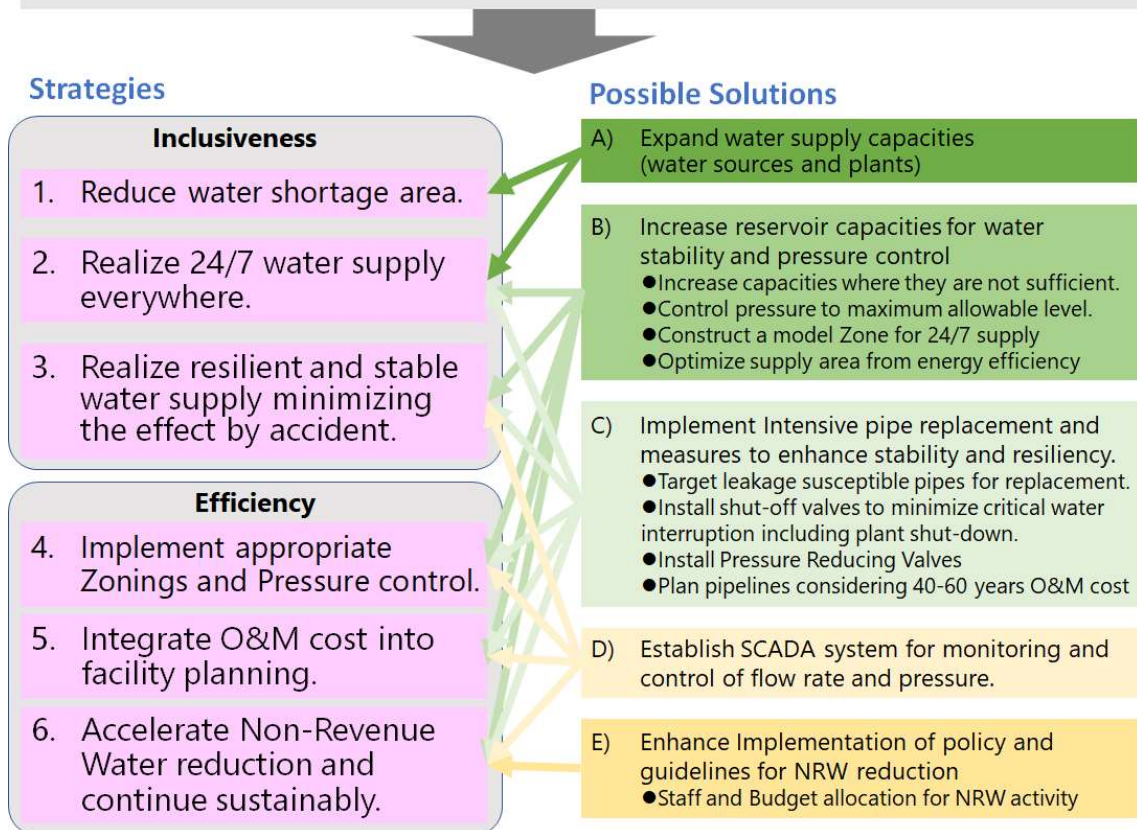 Strategies
Inclusiveness
1. Reduce water shortage area.
2. Realize 24/7 water supply
everywhere.
3. Realize resilient and stable
water supply minimizing
the effect by accident.
Efficiency
4. Implement appropriate
Zonings and Pressure control.
5. Integrate O&M cost into
facility planning.
6. Accelerate Non-Revenue
Water reduction and
continue sustainably.
Possible Solutions
A) Expand water supply capacities
(water sources and plants)
B) Increase reservoir capacities for water
stability and pressure control
●Increase capacities where they are not sufficient.
●Control pressure to maximum allowable level.
●Construct a model Zone for 24/7 supply
●Optimize supply area from energy efficiency
C) Implement Intensive pipe replacement and
measures to enhance stability and resiliency.
●Target leakage susceptible pipes for replacement.
●Install shut-off valves to minimize critical water
interruption including plant shut-down.
●Install Pressure Reducing Valves
●Plan pipelines considering 40-60 years O&M cost
D) Establish SCADA system for monitoring and
control of flow rate and pressure.
E) Enhance Implementation of policy and
guidelines for NRW reduction
●Staff and Budget allocation for NRW activity